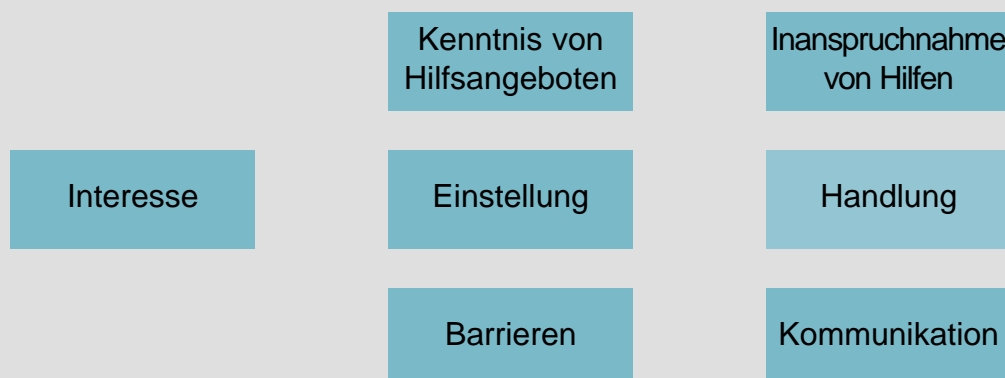 Kenntnis von
Hilfsangeboten
Inanspruchnahme
von Hilfen
Interesse
Einstellung
Handlung
Barrieren
Kommunikation